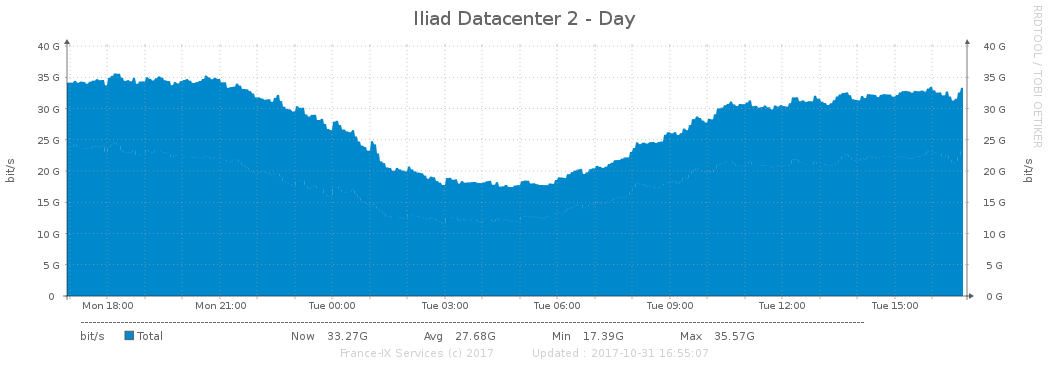 Iliad Datacenter 2 - Day
RRDTOOL / TOBI OETIKER
bit/s
40 G
35 G
30 G
25 G
20 G
15 G
10 G
5 G
0
40 G
35 G
30 G
25 G
20 G
15 G
10 G
5 G
0 G
bit/s
Mon 18:00 Mon 21:00 Tue 00:00 Tue 03:00 Tue 06:00 Tue 09:00 Tue 12:00 Tue 15:00
bit/s Total Now 33.27G Avg 27.68G Min 17.39G Max 35.57G
France-IX Services (c) 2017 Updated : 2017-10-31 16:55:07